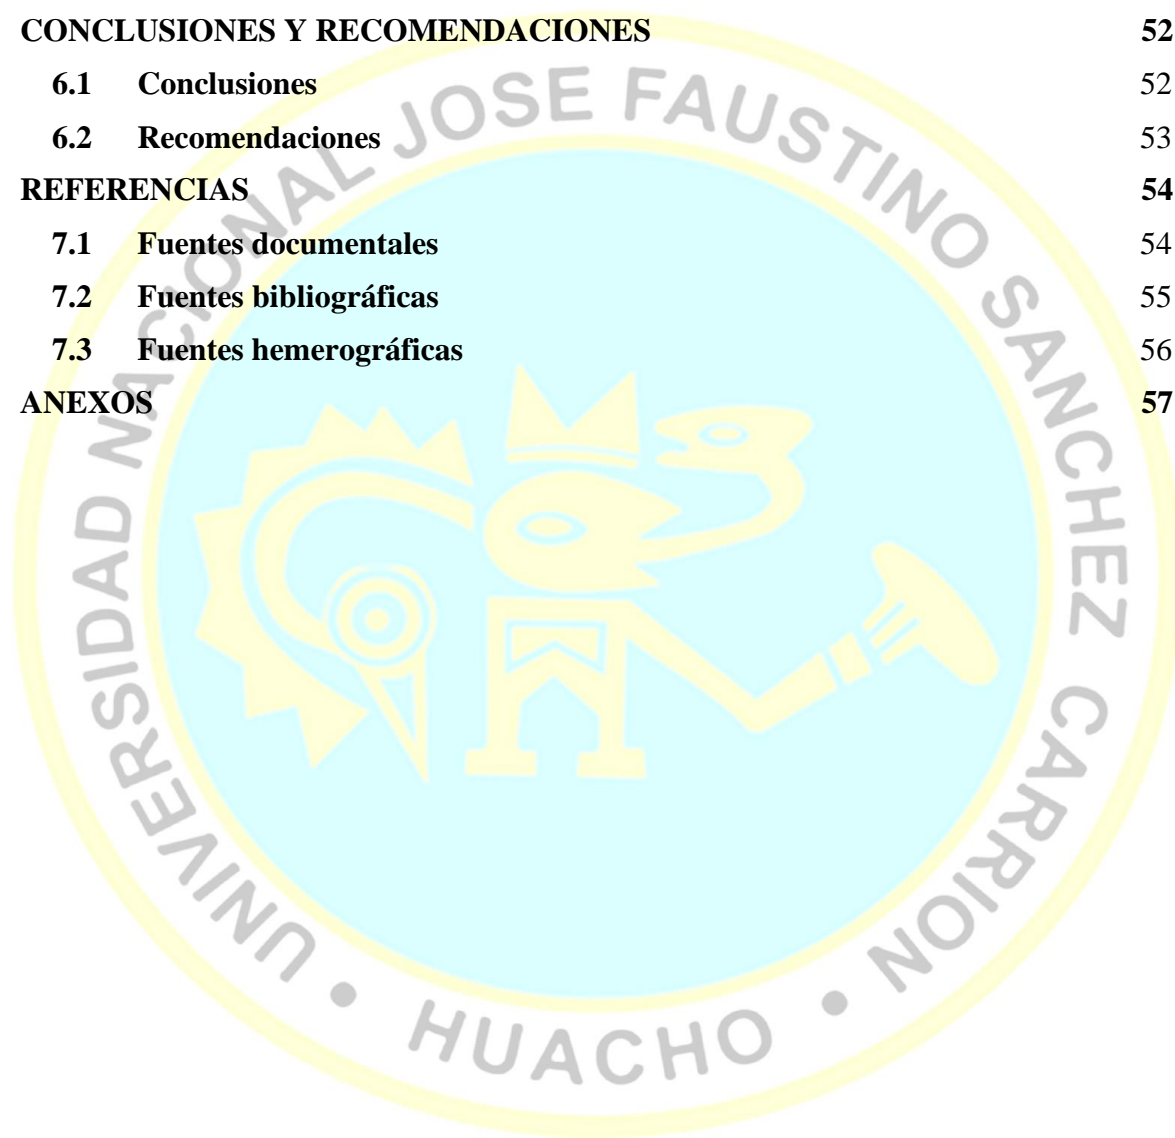 CONCLUSIONES Y RECOMENDACIONES 52
6.1 Conclusiones 52
6.2 Recomendaciones 53
REFERENCIAS 54
7.1 Fuentes documentales 54
7.2 Fuentes bibliográficas 55
7.3 Fuentes hemerográficas 56
ANEXOS 57
UNIVERSIDAD NACIONAL JOSE FAUSTINO SANCHEZ CARRION
• HUACHO •